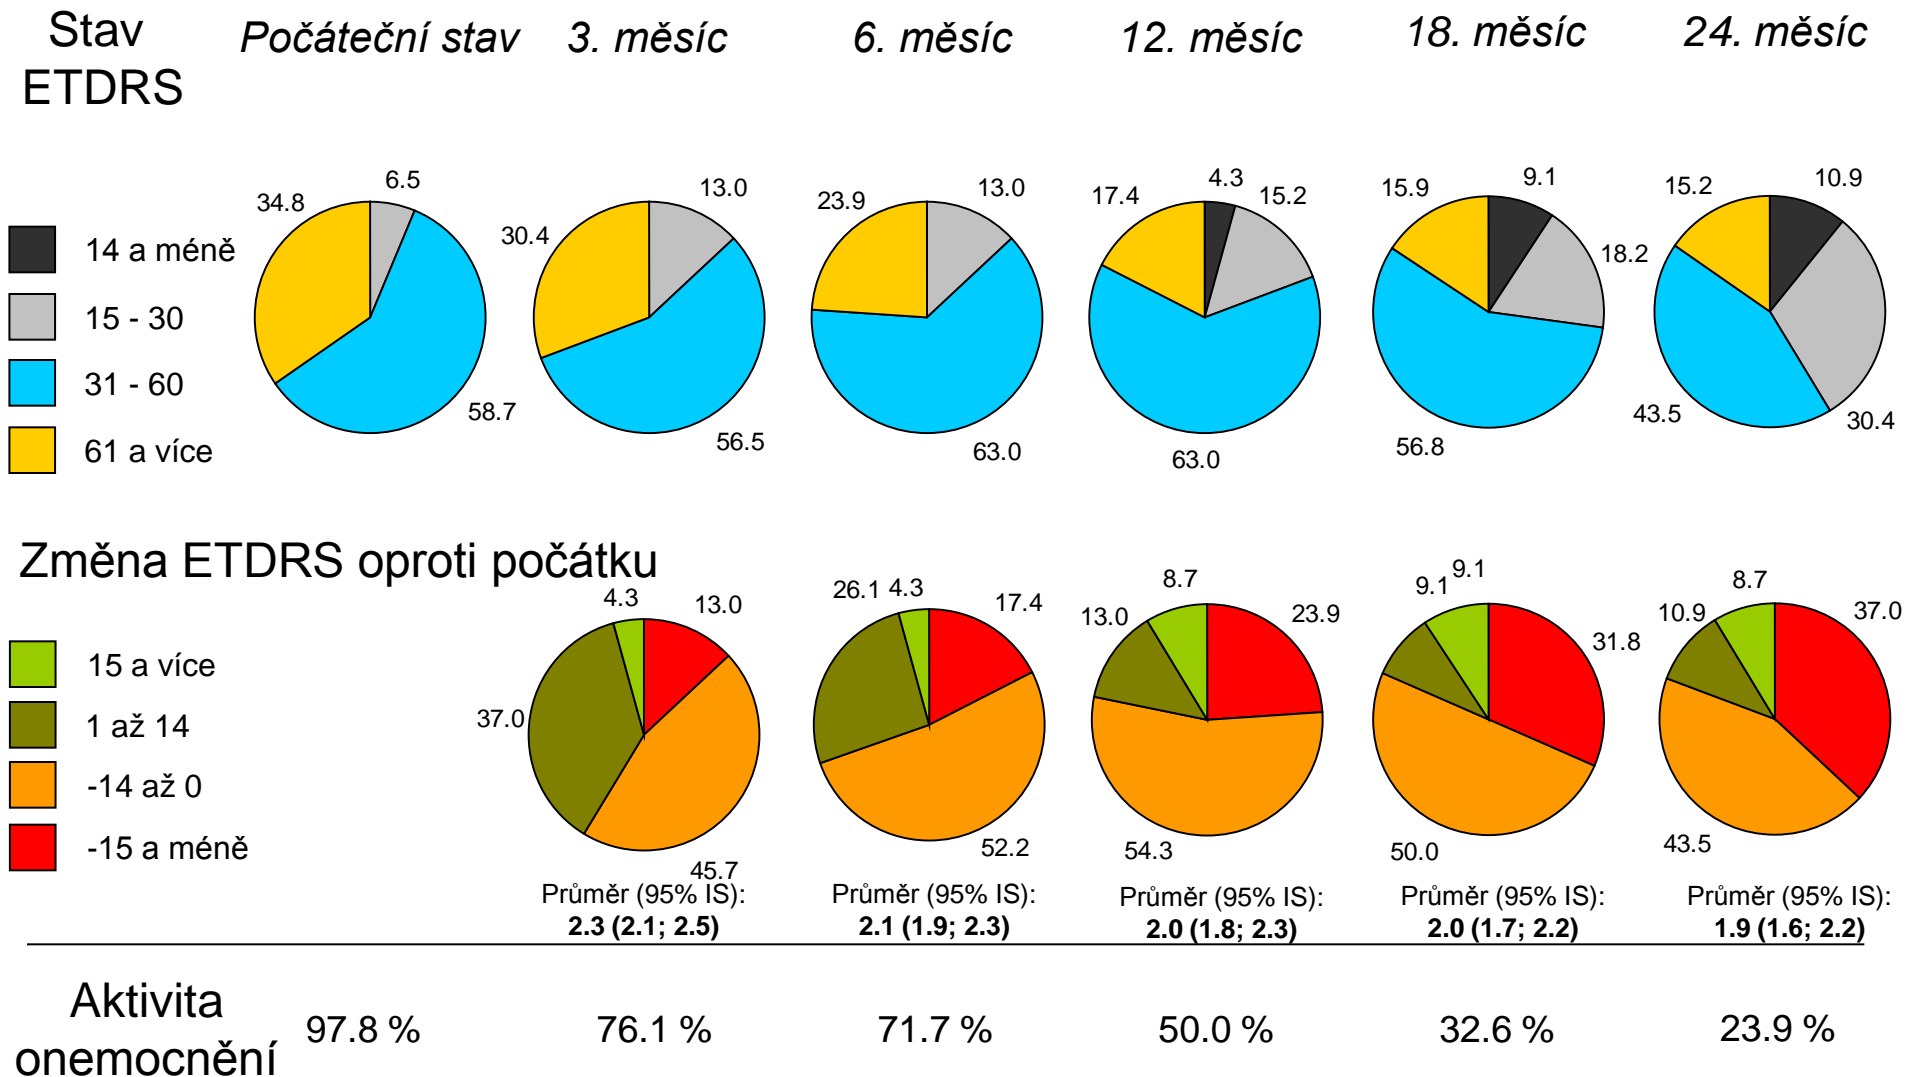 Stav
ETDRS
Počáteční stav
3. měsíc
6. měsíc
12. měsíc
18. měsíc
24. měsíc
14 a méně
15 - 30
31 - 60
61 a více
34.8
6.5
58.7
30.4
13.0
56.5
23.9
13.0
63.0
17.4
4.3
15.2
63.0
15.9
9.1
18.2
56.8
15.2
10.9
30.4
43.5
Změna ETDRS oproti počátku
15 a více
1 až 14
-14 až 0
-15 a méně
4.3
13.0
37.0
45.7
Průměr (95% IS):
2.3 (2.1; 2.5)
26.1
4.3
17.4
52.2
Průměr (95% IS):
2.1 (1.9; 2.3)
13.0
8.7
23.9
54.3
Průměr (95% IS):
2.0 (1.8; 2.3)
9.1
9.1
31.8
50.0
Průměr (95% IS):
2.0 (1.7; 2.2)
10.9
8.7
37.0
43.5
Průměr (95% IS):
1.9 (1.6; 2.2)
Aktivita
onemocnění
97.8 %
76.1 %
71.7 %
50.0 %
32.6 %
23.9 %